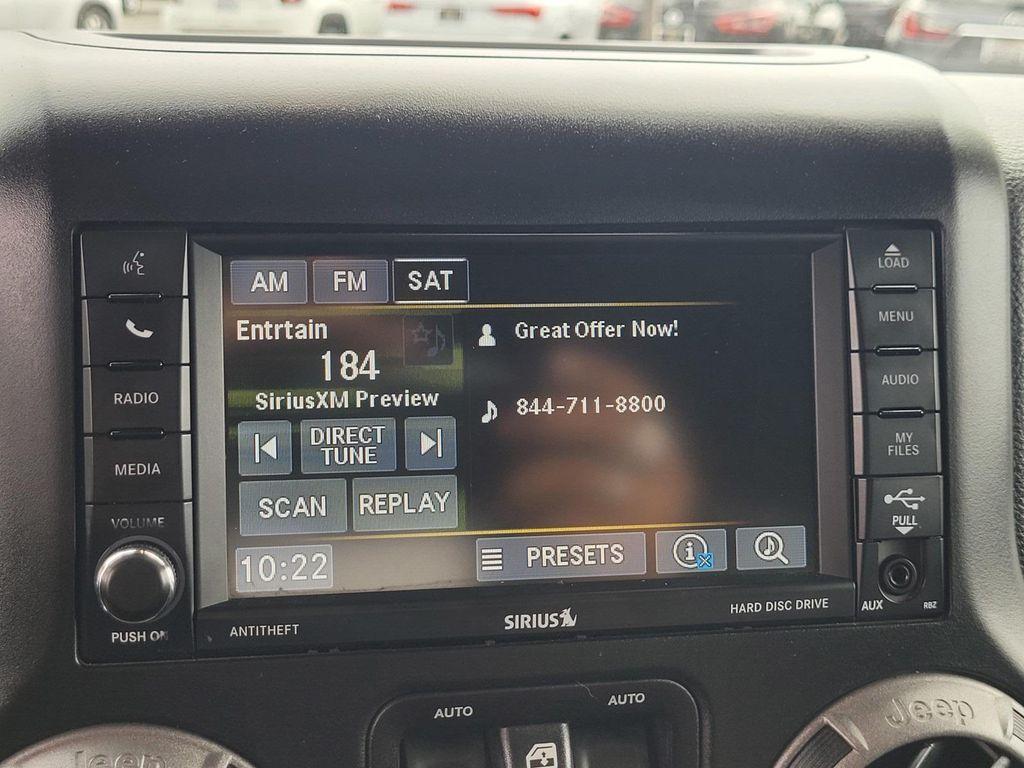 AM FM SAT
Entrtain
184
SiriusXM Preview
Great Offer Now!
844-711-8800
DIRECT
TUNE
SCAN REPLAY
10:22
PRESETS
RADIO
MEDIA
VOLUME
PUSH ON
ANTITHEFT
SIRIUS
HARD DISC DRIVE
LOAD
MENU
AUDIO
MY
FILES
PULL
AUX
RBZ
AUTO
AUTO
Jeep
Jeep